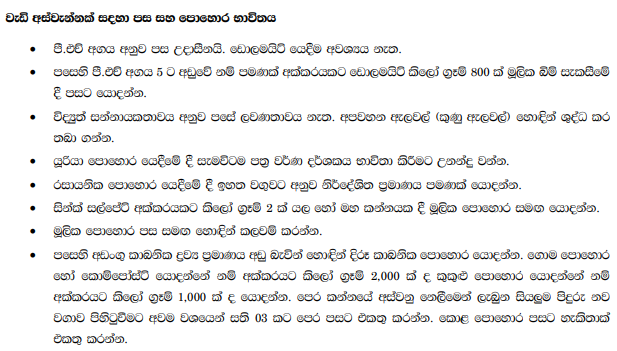 වැඩි අස්වැන්නක් සඳහා පස සහ පොහොර භාවිතය
• පී.එච් අගය අනුව පස උදාසීනයි. ඩොලමයිට් යෙදීම අවශ්‍යය නැත.
• පසෙහි පී.එච් අගය 5 ට අඩුවේ නම් පමණක් අක්කරයකට ඩොලමයිට් කිලෝ ග්‍රෑම් 800 ක් මූලික බිම් සැකසීමේ
දී පසට යොදන්න.
• විද්‍යුත් සන්නායකතාවය අනුව පසේ ලවණතාවය නැත. අපවහන ඇලවල් (කුණු ඇලවල්) හොඳින් ශුද්ධ කර
තබා ගන්න.
• යූරියා පොහොර යෙදීමේ දී සැමවිටම පත්‍ර වර්ණ දර්ශකය භාවිතා කිරීමට උනන්දු වන්න.
• රසායනික පොහොර යෙදීමේ දී ඉහත වගුවට අනුව නිර්දේශිත ප්‍රමාණය පමණක් යොදන්න.
• සින්ක් සල්පේට් අක්කරයකට කිලෝ ග්‍රෑම් 2 ක් යල හෝ මහ කන්නයක දී මූලික පොහොර සමඟ යොදන්න.
• මූලික පොහොර පස සමඟ හොඳින් කලවම් කරන්න.
• පසෙහි අඩංගු කාබනික ද්‍රව්‍ය ප්‍රමාණය අඩු බැවින් හොඳින් දිරූ කාබනික පොහොර යොදන්න. ගොම පොහොර
හෝ කොම්පෝස්ට් යොදන්නේ නම් අක්කරයට කිලෝ ග්‍රෑම් 2,000 ක් ද කුකුළු පොහොර යොදන්නේ නම්
අක්කරයට කිලෝ ග්‍රෑම් 1,000 ක් ද යොදන්න. පෙර කන්නයේ අස්වනු නෙලීමෙන් ලැබුන සියලුම පිදුරු නව
වගාව පිහිටුවීමට අවම වශයෙන් සති 03 කට පෙර පසට එකතු කරන්න. කොළ පොහොර පසට හැකිතාක්
එකතු කරන්න.